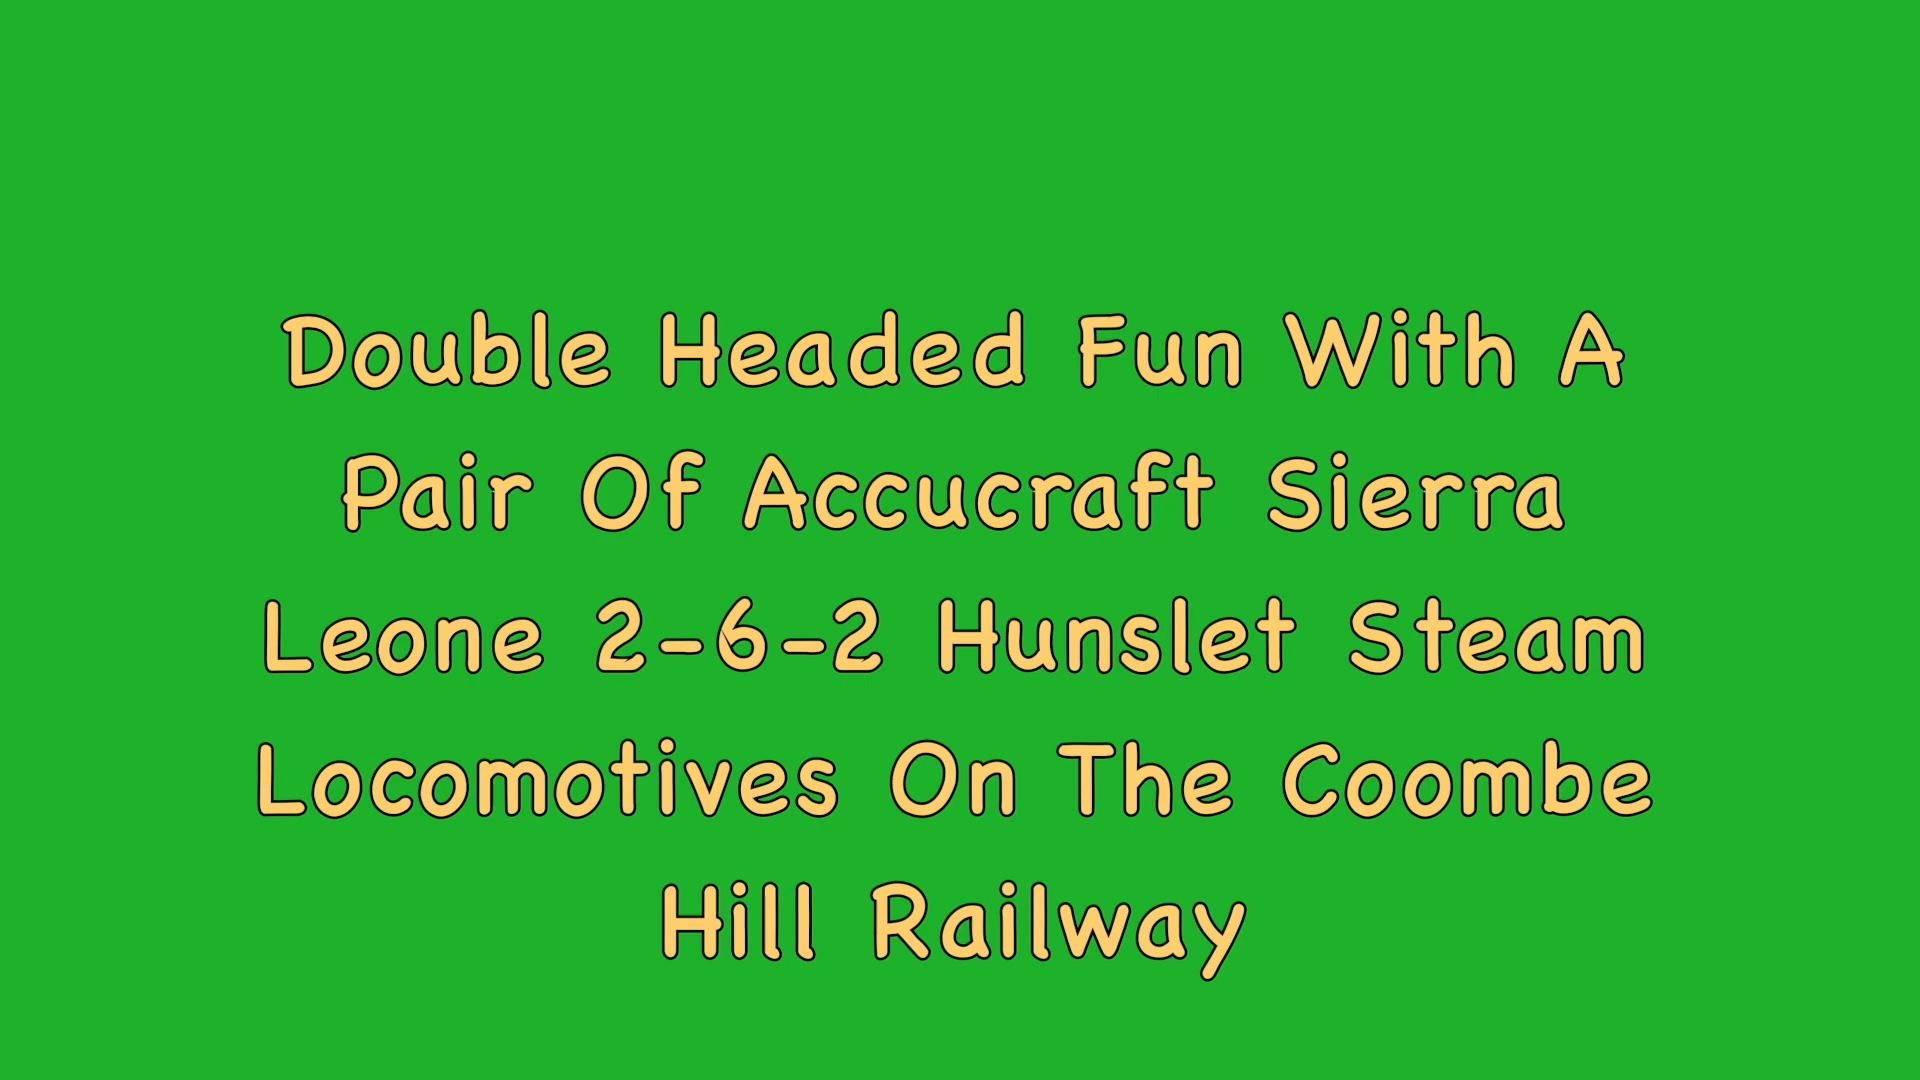 Double Headed Fun With A
Pair Of Accucraft Sierra
Leone 2-6-2 Hunslet Steam
Locomotives On The Coombe
Hill Railway